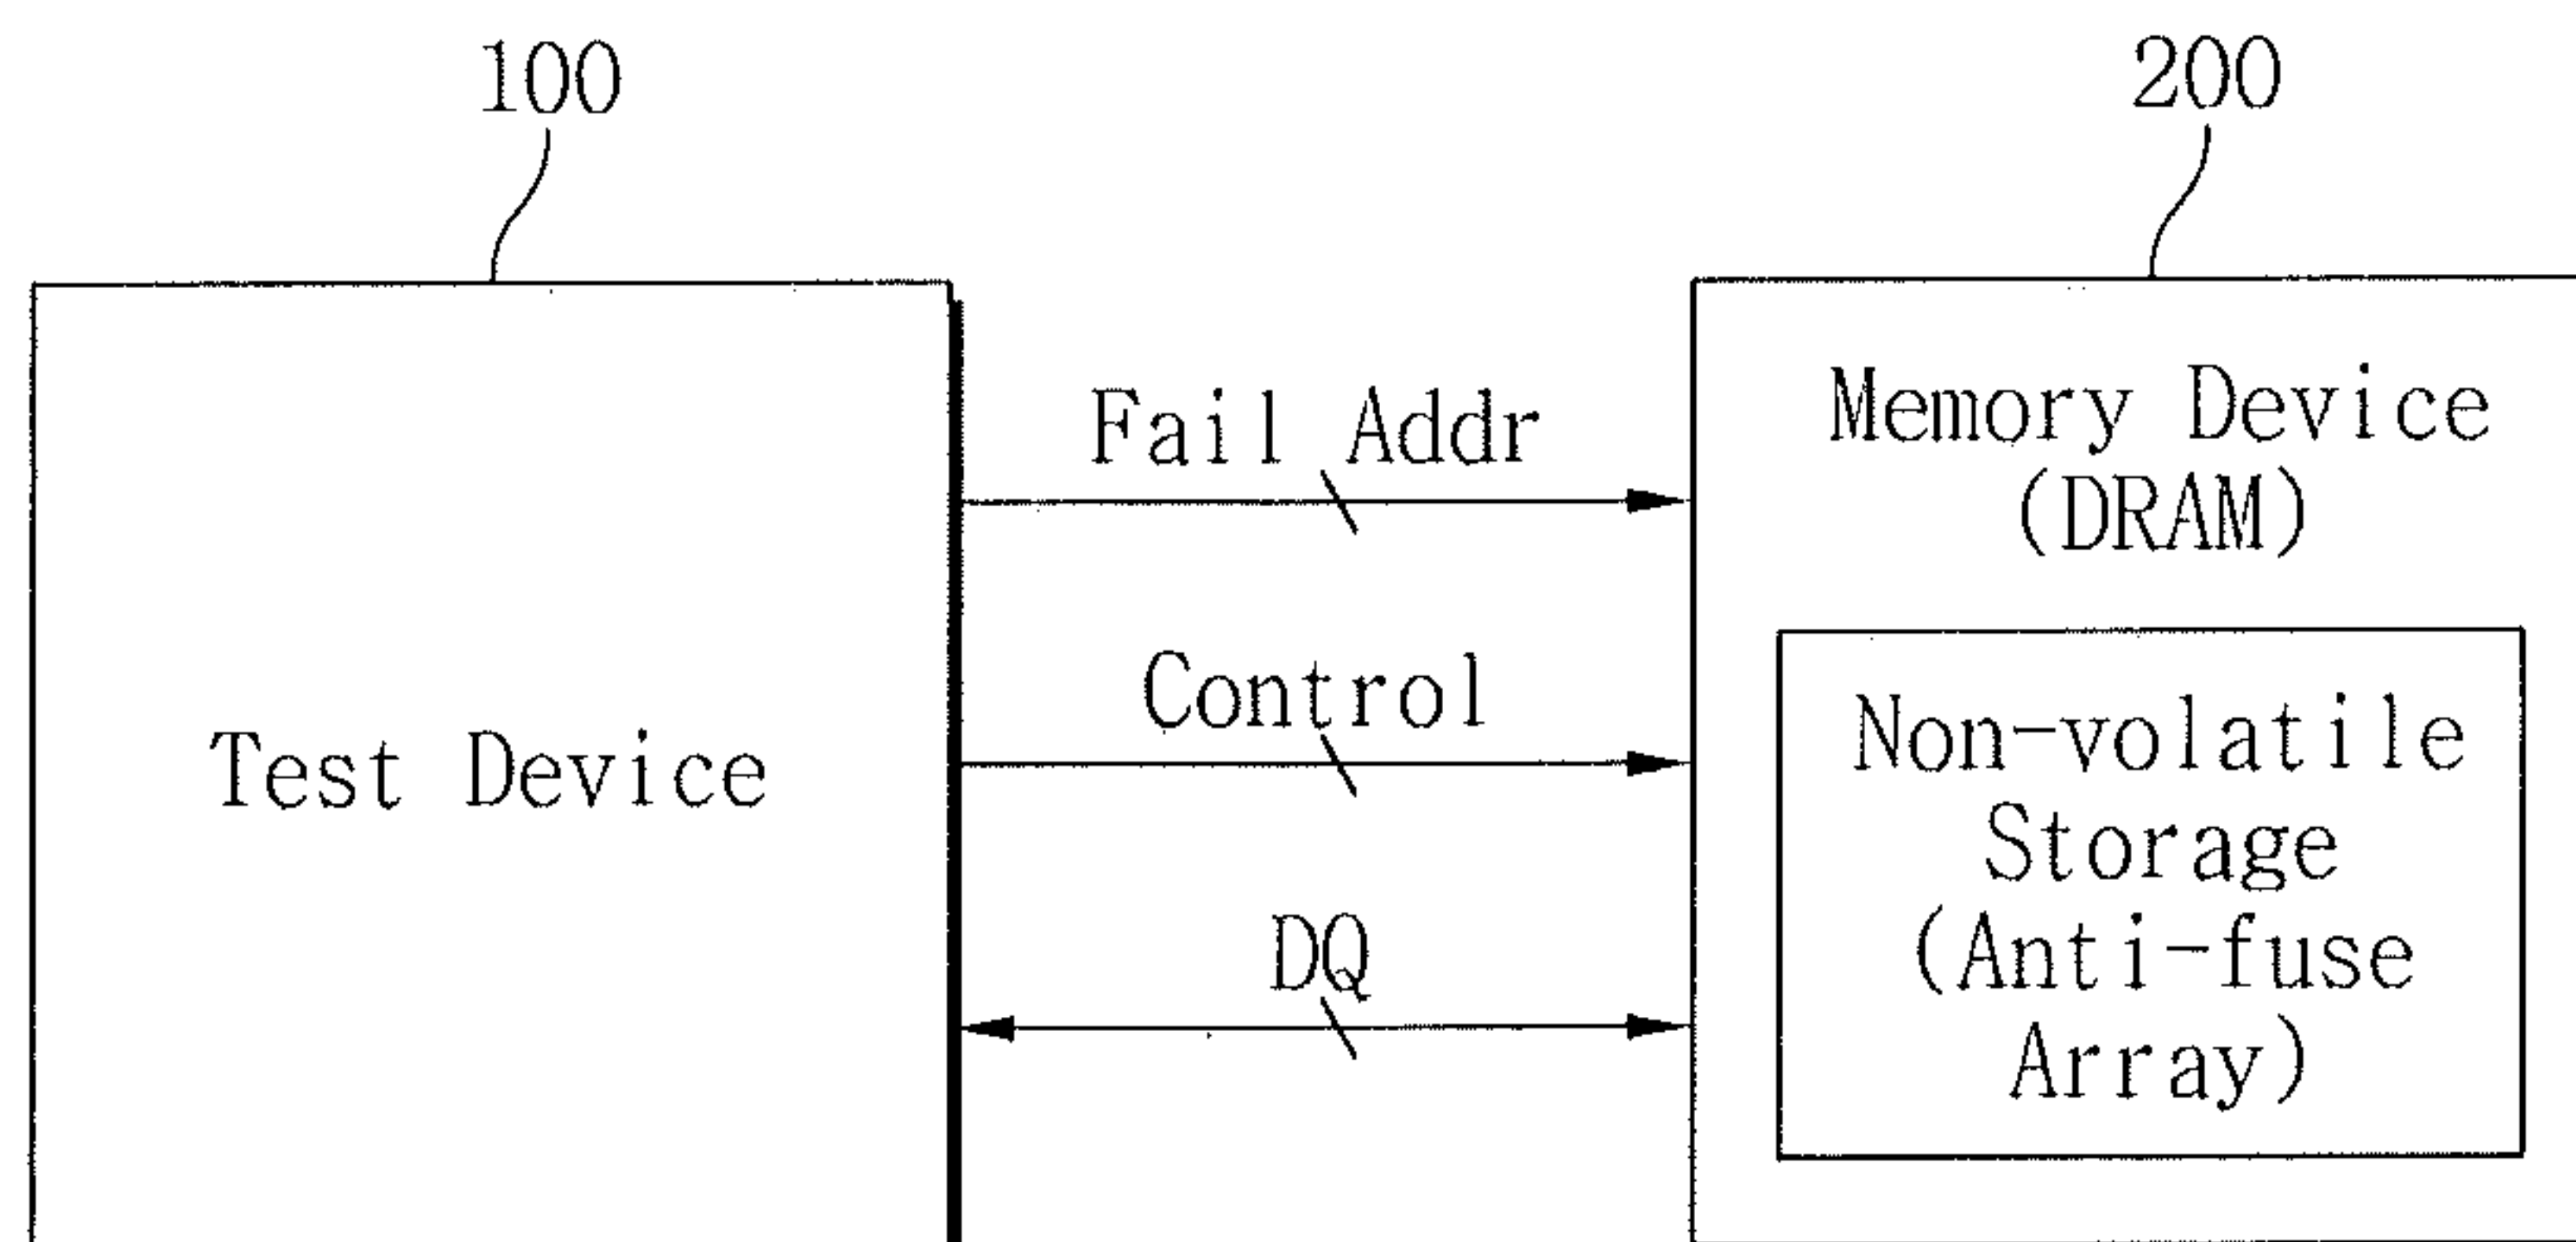 100
200
Test Device
Fail Addr
Control
DQ
Memory Device
(DRAM)
Non-volatile
Storage
(Anti-fuse
Array)